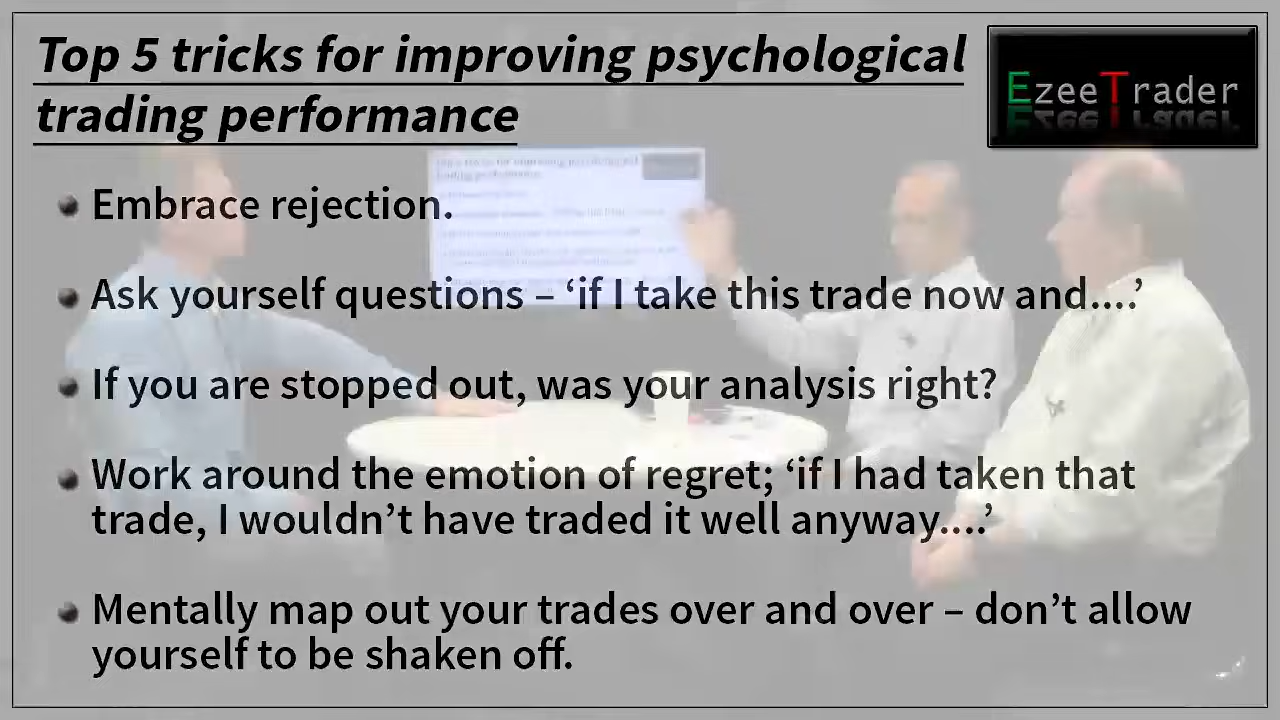 Top 5 tricks for improving psychological
trading performance
EzeeTrader
Embrace rejection.
Ask yourself questions – ‘if I take this trade now and....’
If you are stopped out, was your analysis right?
Work around the emotion of regret; ‘if I had taken that
trade, I wouldn’t have traded it well anyway....’
Mentally map out your trades over and over – don’t allow
yourself to be shaken off.